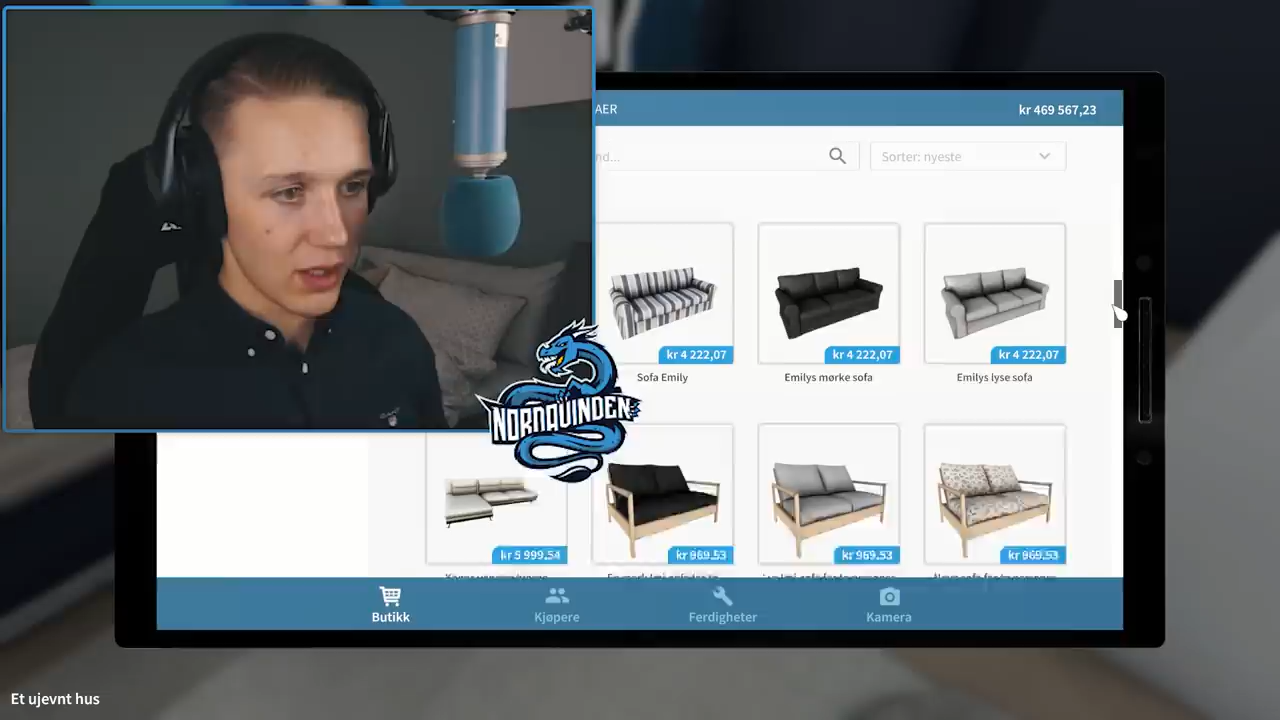 AER
kr 469 567,23
nd...
Sorter: nyeste
kr 4 222,07
kr 4 222,07
kr 4 222,07
Sofa Emily
Emilys mørke sofa
Emilys lyse sofa
NORDAVINDEN
kr 5 999,54
kr 969,53
kr 969,53
kr 969,53
Butikk
Kjøpere
Ferdigheter
Kamera
Et ujevnt hus